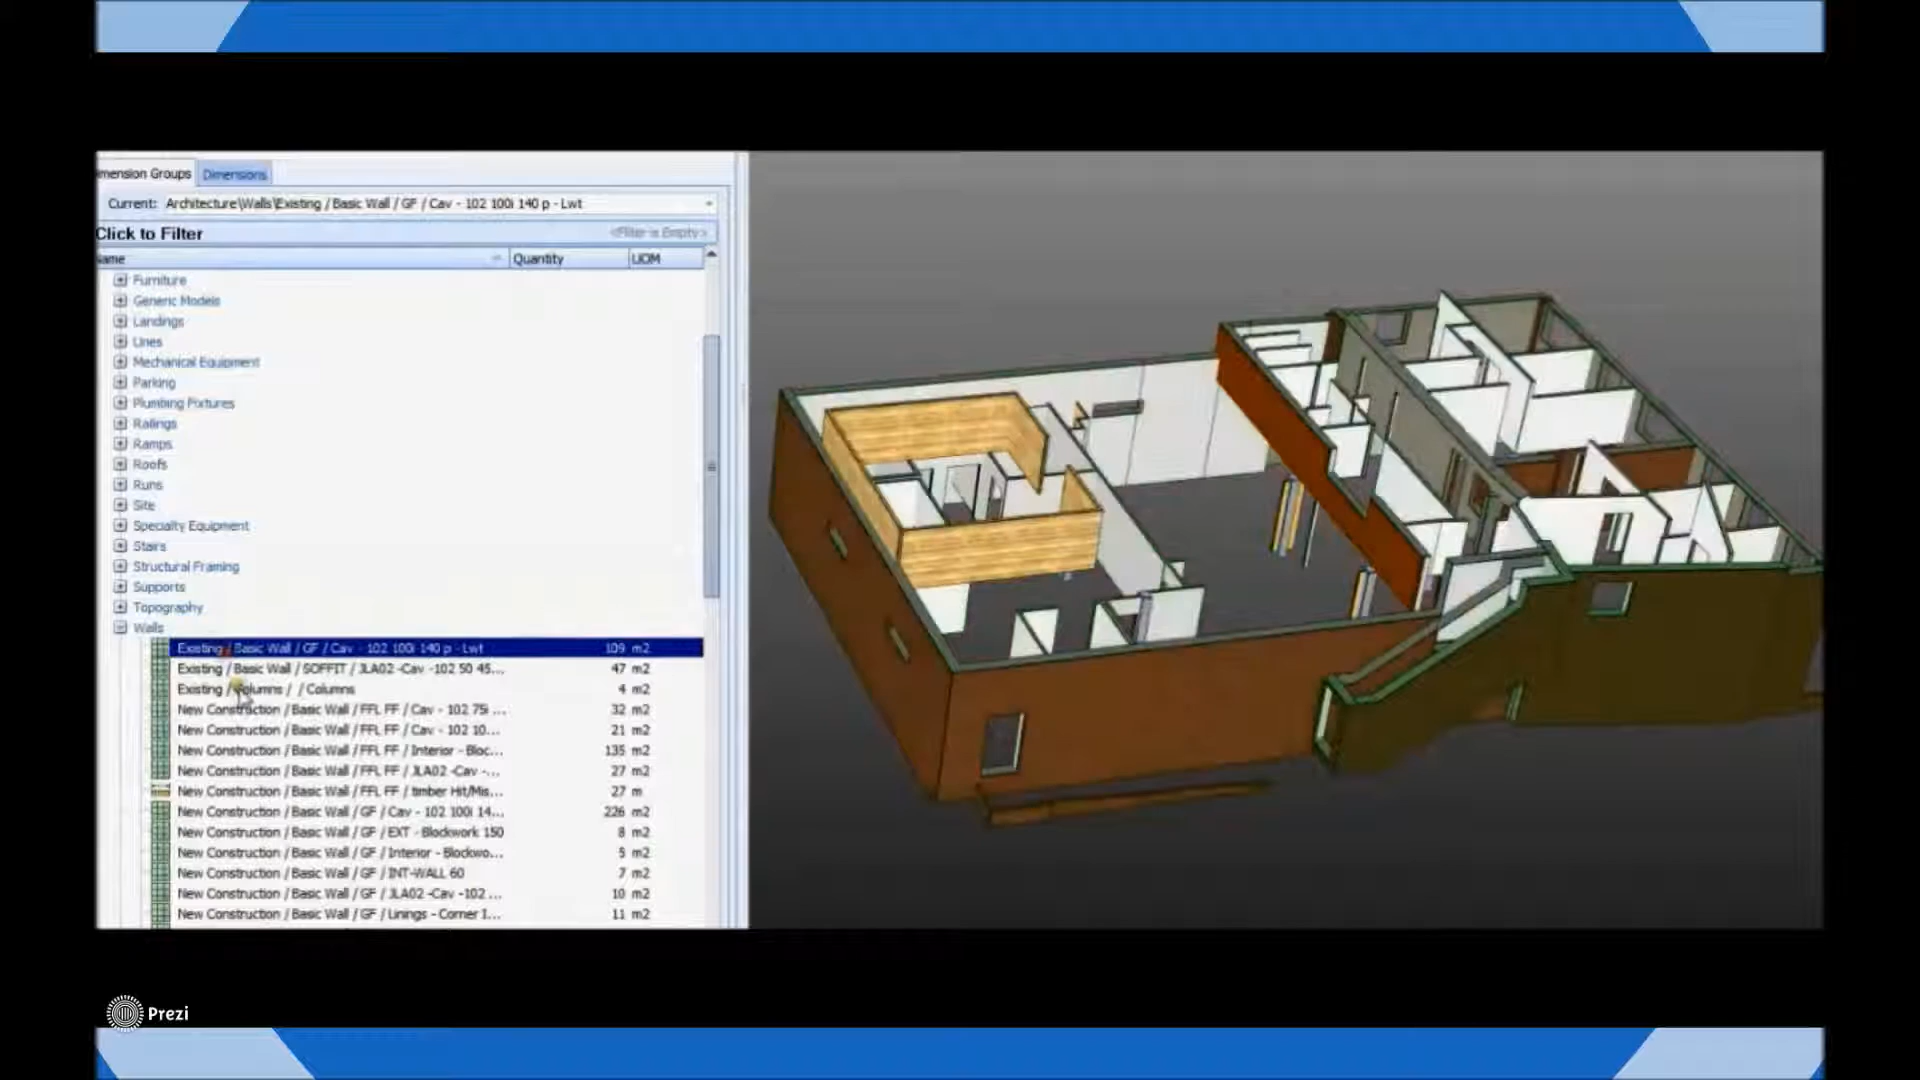 imension Groups
Dimensions
Current: Architecture\Walls\Existing / Basic Wall / GF / Cav - 102 100i 140 p - Lwt
Click to Filter
<Filter is Empty>
ame
Quantity
UOM
Furniture
Generic Models
Landings
Lines
Mechanical Equipment
Parking
Plumbing Fixtures
Railings
Ramps
Roofs
Runs
Site
Specialty Equipment
Stairs
Structural Framing
Supports
Topography
Walls
Existing / Basic Wall / GF / Cav - 102 100i 140 p - Lwt 109 m2
Existing / Basic Wall / SOFFIT / JLA02 -Cav -102 50 45... 47 m2
Existing / Columns / / Columns 4 m2
New Construction / Basic Wall / FFL FF / Cav - 102 75i ... 32 m2
New Construction / Basic Wall / FFL FF / Cav - 102 10... 21 m2
New Construction / Basic Wall / FFL FF / Interior - Bloc... 135 m2
New Construction / Basic Wall / FFL FF / JLA02 -Cav -... 27 m2
New Construction / Basic Wall / FFL FF / timber Hit/Mis... 27 m
New Construction / Basic Wall / GF / Cav - 102 100i 14... 226 m2
New Construction / Basic Wall / GF / EXT - Blockwork 150 8 m2
New Construction / Basic Wall / GF / Interior - Blockwo... 5 m2
New Construction / Basic Wall / GF / INT-WALL 60 7 m2
New Construction / Basic Wall / GF / JLA02 -Cav -102 ... 10 m2
New Construction / Basic Wall / GF / Linings - Corner I... 11 m2
Prezi